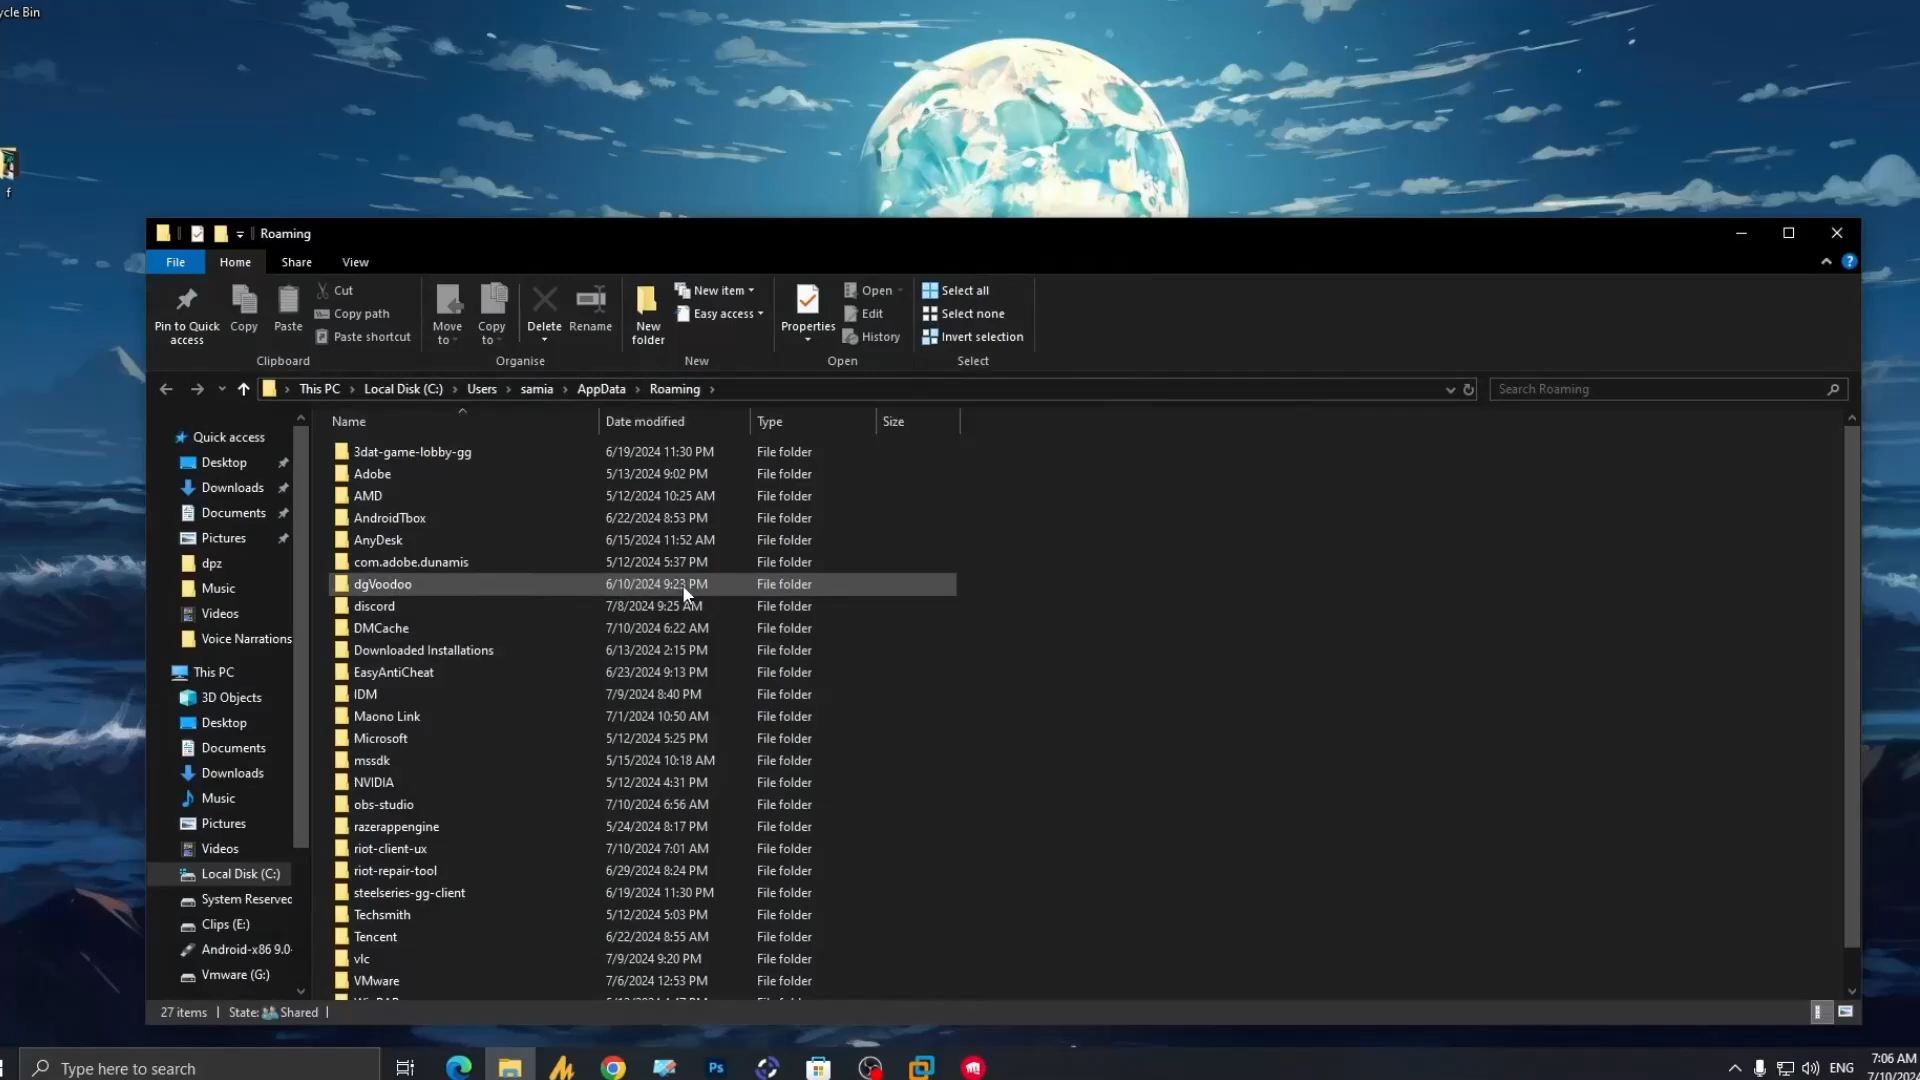 ycle Bin
f
Roaming
File Home Share View
Pin to Quick access
Copy
Paste
Cut
Copy path
Paste shortcut
Clipboard
Move to
Copy to
Delete
Rename
Organise
New folder
New item
Easy access
New
Properties
Open
Edit
History
Open
Select all
Select none
Invert selection
Select
This PC > Local Disk (C:) > Users > samia > AppData > Roaming >
Search Roaming
Quick access
Desktop
Downloads
Documents
Pictures
dpz
Music
Videos
Voice Narrations
This PC
3D Objects
Desktop
Documents
Downloads
Music
Pictures
Videos
Local Disk (C:)
System Reserved
Clips (E:)
Android-x86 9.0-
Vmware (G:)
Name Date modified Type Size
3dat-game-lobby-gg 6/19/2024 11:30 PM File folder
Adobe 5/13/2024 9:02 PM File folder
AMD 5/12/2024 10:25 AM File folder
AndroidTbox 6/22/2024 8:53 PM File folder
AnyDesk 6/15/2024 11:52 AM File folder
com.adobe.dunamis 5/12/2024 5:37 PM File folder
dgVoodoo 6/10/2024 9:23 PM File folder
discord 7/8/2024 9:25 AM File folder
DMCache 7/10/2024 6:22 AM File folder
Downloaded Installations 6/13/2024 2:15 PM File folder
EasyAntiCheat 6/23/2024 9:13 PM File folder
IDM 7/9/2024 8:40 PM File folder
Maono Link 7/1/2024 10:50 AM File folder
Microsoft 5/12/2024 5:25 PM File folder
mssdk 5/15/2024 10:18 AM File folder
NVIDIA 5/12/2024 4:31 PM File folder
obs-studio 7/10/2024 6:56 AM File folder
razerappengine 5/24/2024 8:17 PM File folder
riot-client-ux 7/10/2024 7:01 AM File folder
riot-repair-tool 6/29/2024 8:24 PM File folder
steelseries-gg-client 6/19/2024 11:30 PM File folder
Techsmith 5/12/2024 5:03 PM File folder
Tencent 6/22/2024 8:55 AM File folder
vlc 7/9/2024 9:20 PM File folder
VMware 7/6/2024 12:53 PM File folder
27 items | State: Shared |
Type here to search
Ps
ENG
7:06 AM